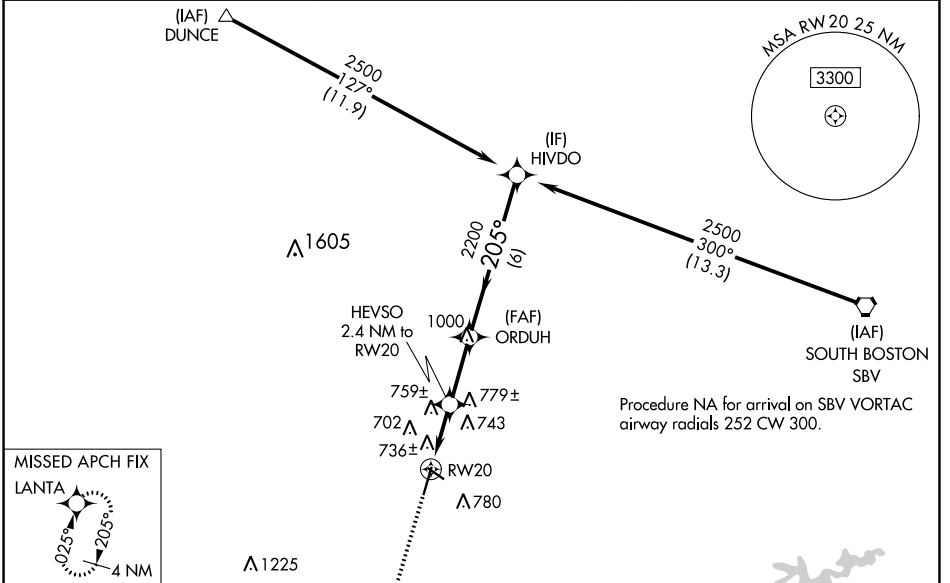 (IAF)
DUNCE
2500
127°
(11.9)
MSA RW 20 25 NM
3300
(IF)
HIVDO
2500
300°
(13.3)
2200
205°
(6)
1605
HEVSO
2.4 NM to
RW20
1000
(FAF)
ORDUH
(IAF)
SOUTH BOSTON
SBV
759±
779±
702
743
736±
Procedure NA for arrival on SBV VORTAC
airway radials 252 CW 300.
RW20
780
MISSED APCH FIX
LANTA
025°
205°
4 NM
1225